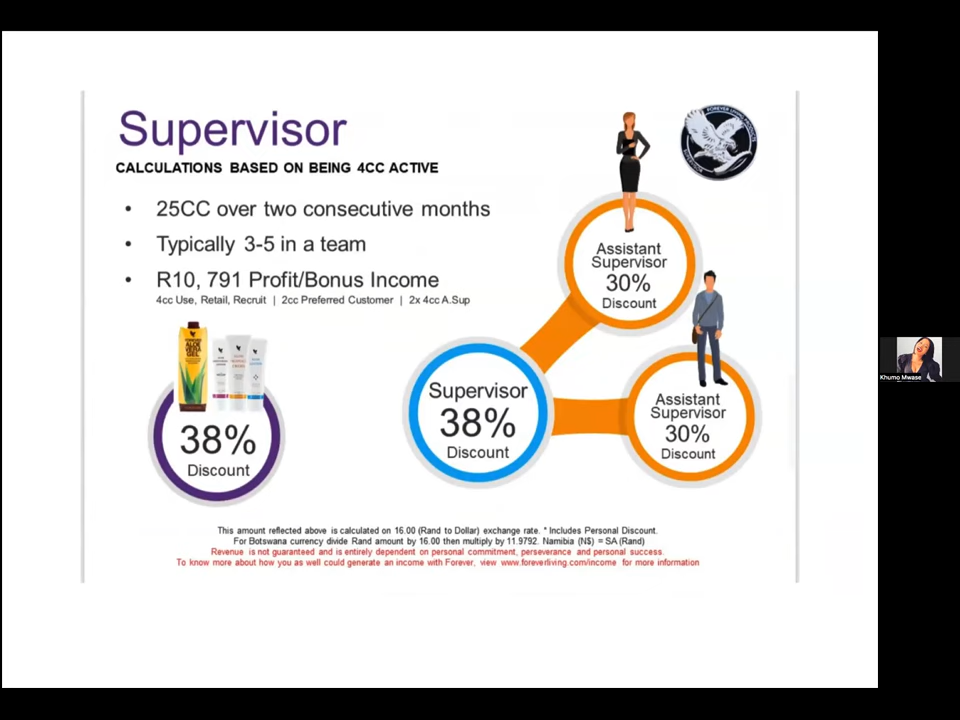 Supervisor
CALCULATIONS BASED ON BEING 4CC ACTIVE
• 25CC over two consecutive months
• Typically 3-5 in a team
• R10, 791 Profit/Bonus Income
4cc Use, Retail, Recruit | 2cc Preferred Customer | 2x 4cc A.Sup
FOREVER LIVING PRODUCTS
Assistant
Supervisor
30%
Discount
Supervisor
38%
Discount
Assistant
Supervisor
30%
Discount
ALOE
VERA
GEL
38%
Discount
Khumo Mwase
This amount reflected above is calculated on 16.00 (Rand to Dollar) exchange rate. * Includes Personal Discount.
For Botswana currency divide Rand amount by 16.00 then multiply by 11.9792. Namibia (N$) = SA (Rand)
Revenue is not guaranteed and is entirely dependent on personal commitment, perseverance and personal success.
To know more about how you as well could generate an income with Forever, view www.foreverliving.com/income for more information